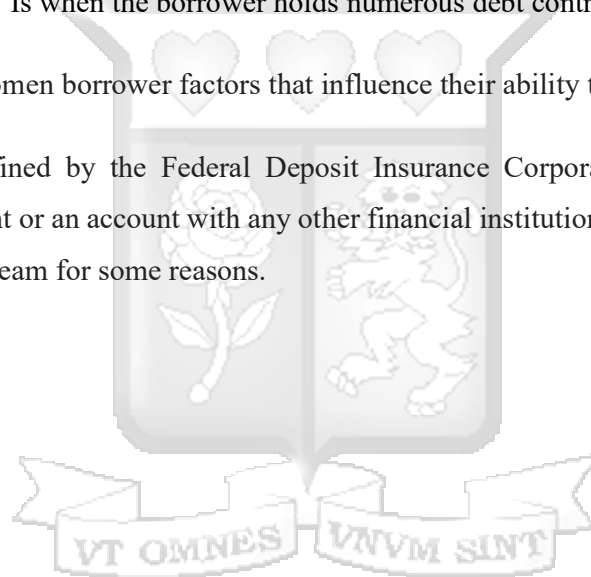 Is when the borrower holds numerous debt contr
omen borrower factors that influence their ability t
fined by the Federal Deposit Insurance Corpora
nt or an account with any other financial institution
eam for some reasons.
VT OMNES VNVM SINT